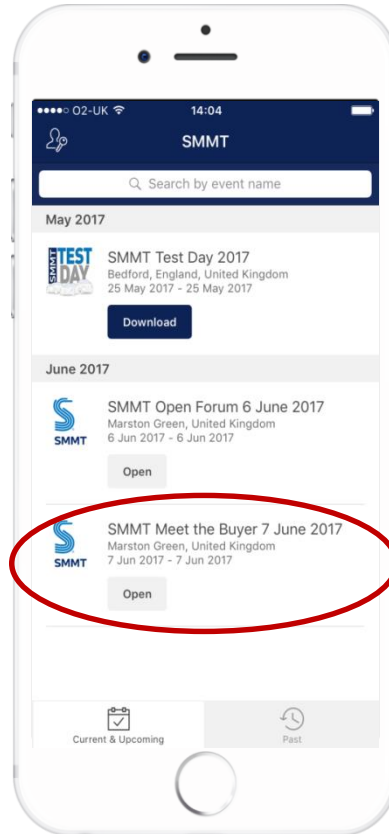 O2-UK
14:04
SMMT
Search by event name
May 2017
SMMT TEST DAY
SMMT Test Day 2017
Bedford, England, United Kingdom
25 May 2017 - 25 May 2017
Download
June 2017
SMMT
SMMT Open Forum 6 June 2017
Marston Green, United Kingdom
6 Jun 2017 - 6 Jun 2017
Open
SMMT
SMMT Meet the Buyer 7 June 2017
Marston Green, United Kingdom
7 Jun 2017 - 7 Jun 2017
Open
Current & Upcoming
Past